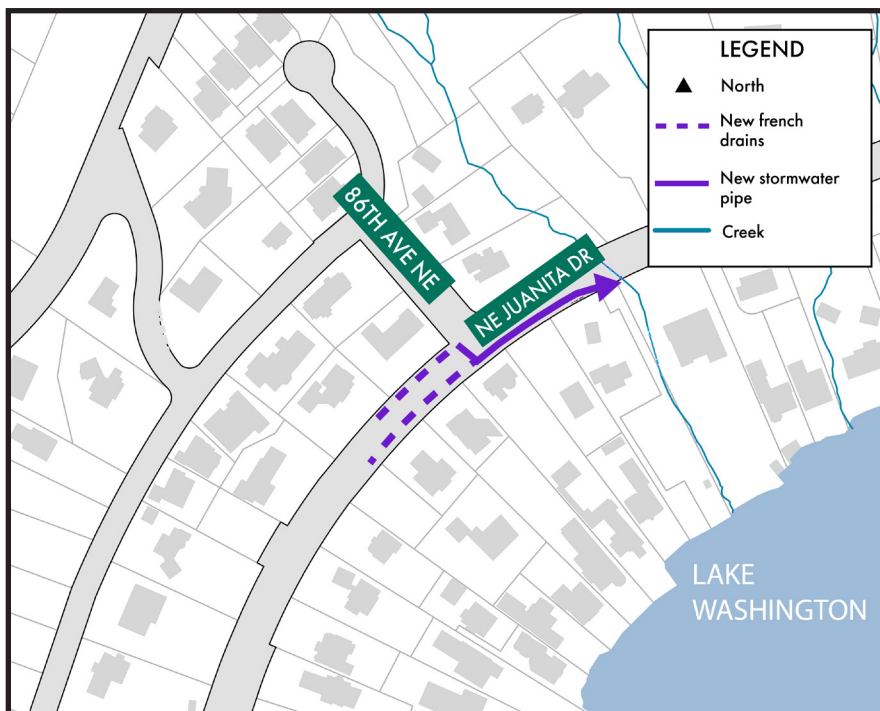 LEGEND
North
New french
drains
New stormwater
pipe
Creek
86TH AVE NE
NE JUANITA DR
LAKE
WASHINGTON